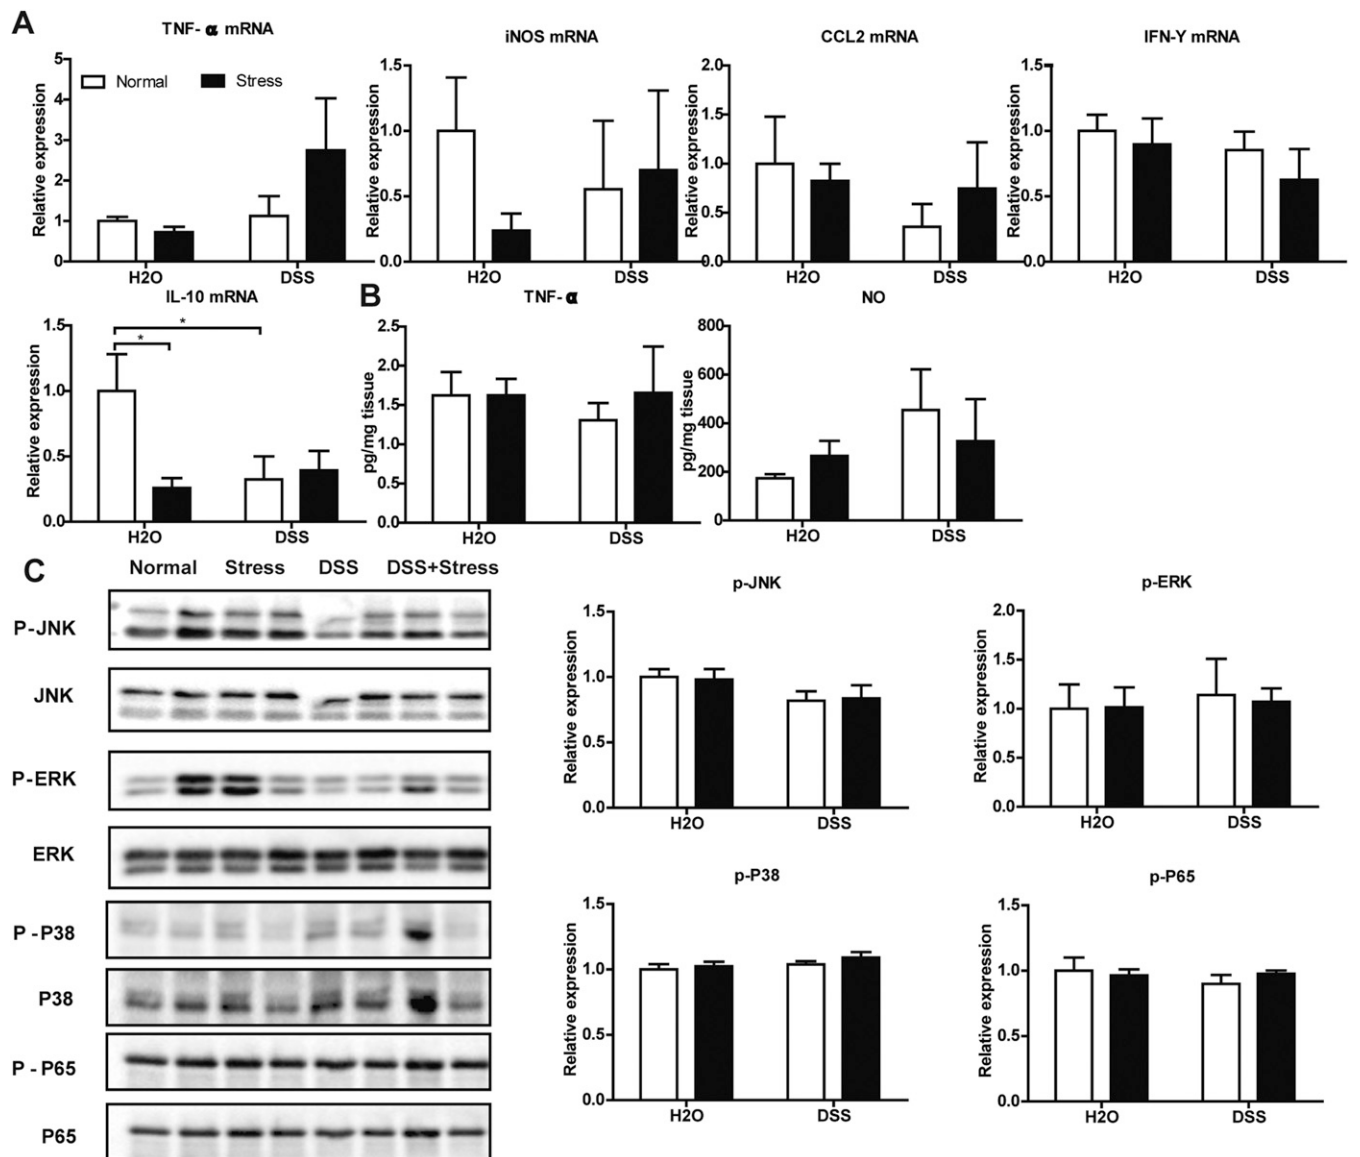 A
TNF- α mRNA
iNOS mRNA
CCL2 mRNA
IFN-Y mRNA
Normal
Stress
Relative expression
5
4
3
2
1
0
H2O
DSS
Relative expression
1.5
1.0
0.5
0.0
H2O
DSS
Relative expression
2.0
1.5
1.0
0.5
0.0
H2O
DSS
Relative expression
1.5
1.0
0.5
0.0
H2O
DSS
IL-10 mRNA
Relative expression
1.5
1.0
0.5
0.0
*
*
H2O
DSS
B
TNF- α
pg/mg tissue
2.5
2.0
1.5
1.0
0.5
0.0
H2O
DSS
NO
pg/mg tissue
800
600
400
200
0
H2O
DSS
C
Normal Stress DSS DSS+Stress
P-JNK
JNK
P-ERK
ERK
P -P38
P38
P - P65
P65
p-JNK
Relative expression
1.5
1.0
0.5
0.0
H2O
DSS
p-ERK
Relative expression
2.0
1.5
1.0
0.5
0.0
H2O
DSS
p-P38
Relative expression
1.5
1.0
0.5
0.0
H2O
DSS
p-P65
Relative expression
1.5
1.0
0.5
0.0
H2O
DSS